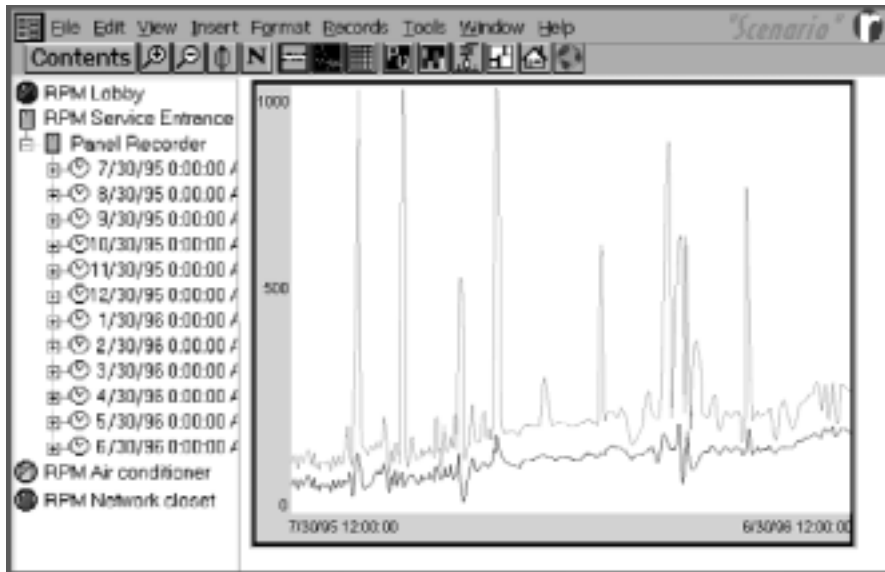 File Edit View Insert Format Records Tools Window Help
"Scenario"
Contents N
RPM Lobby
RPM Service Entrance
Panel Recorder
7/30/95 0:00:00 A
8/30/95 0:00:00 A
9/30/95 0:00:00 A
10/30/95 0:00:00 A
11/30/95 0:00:00 A
12/30/95 0:00:00 A
1/30/96 0:00:00 A
2/30/96 0:00:00 A
3/30/96 0:00:00 A
4/30/96 0:00:00 A
5/30/96 0:00:00 A
6/30/96 0:00:00 A
RPM Air conditioner
RPM Network closet
1000
500
0
7/30/95 12:00:00
6/30/96 12:00:00